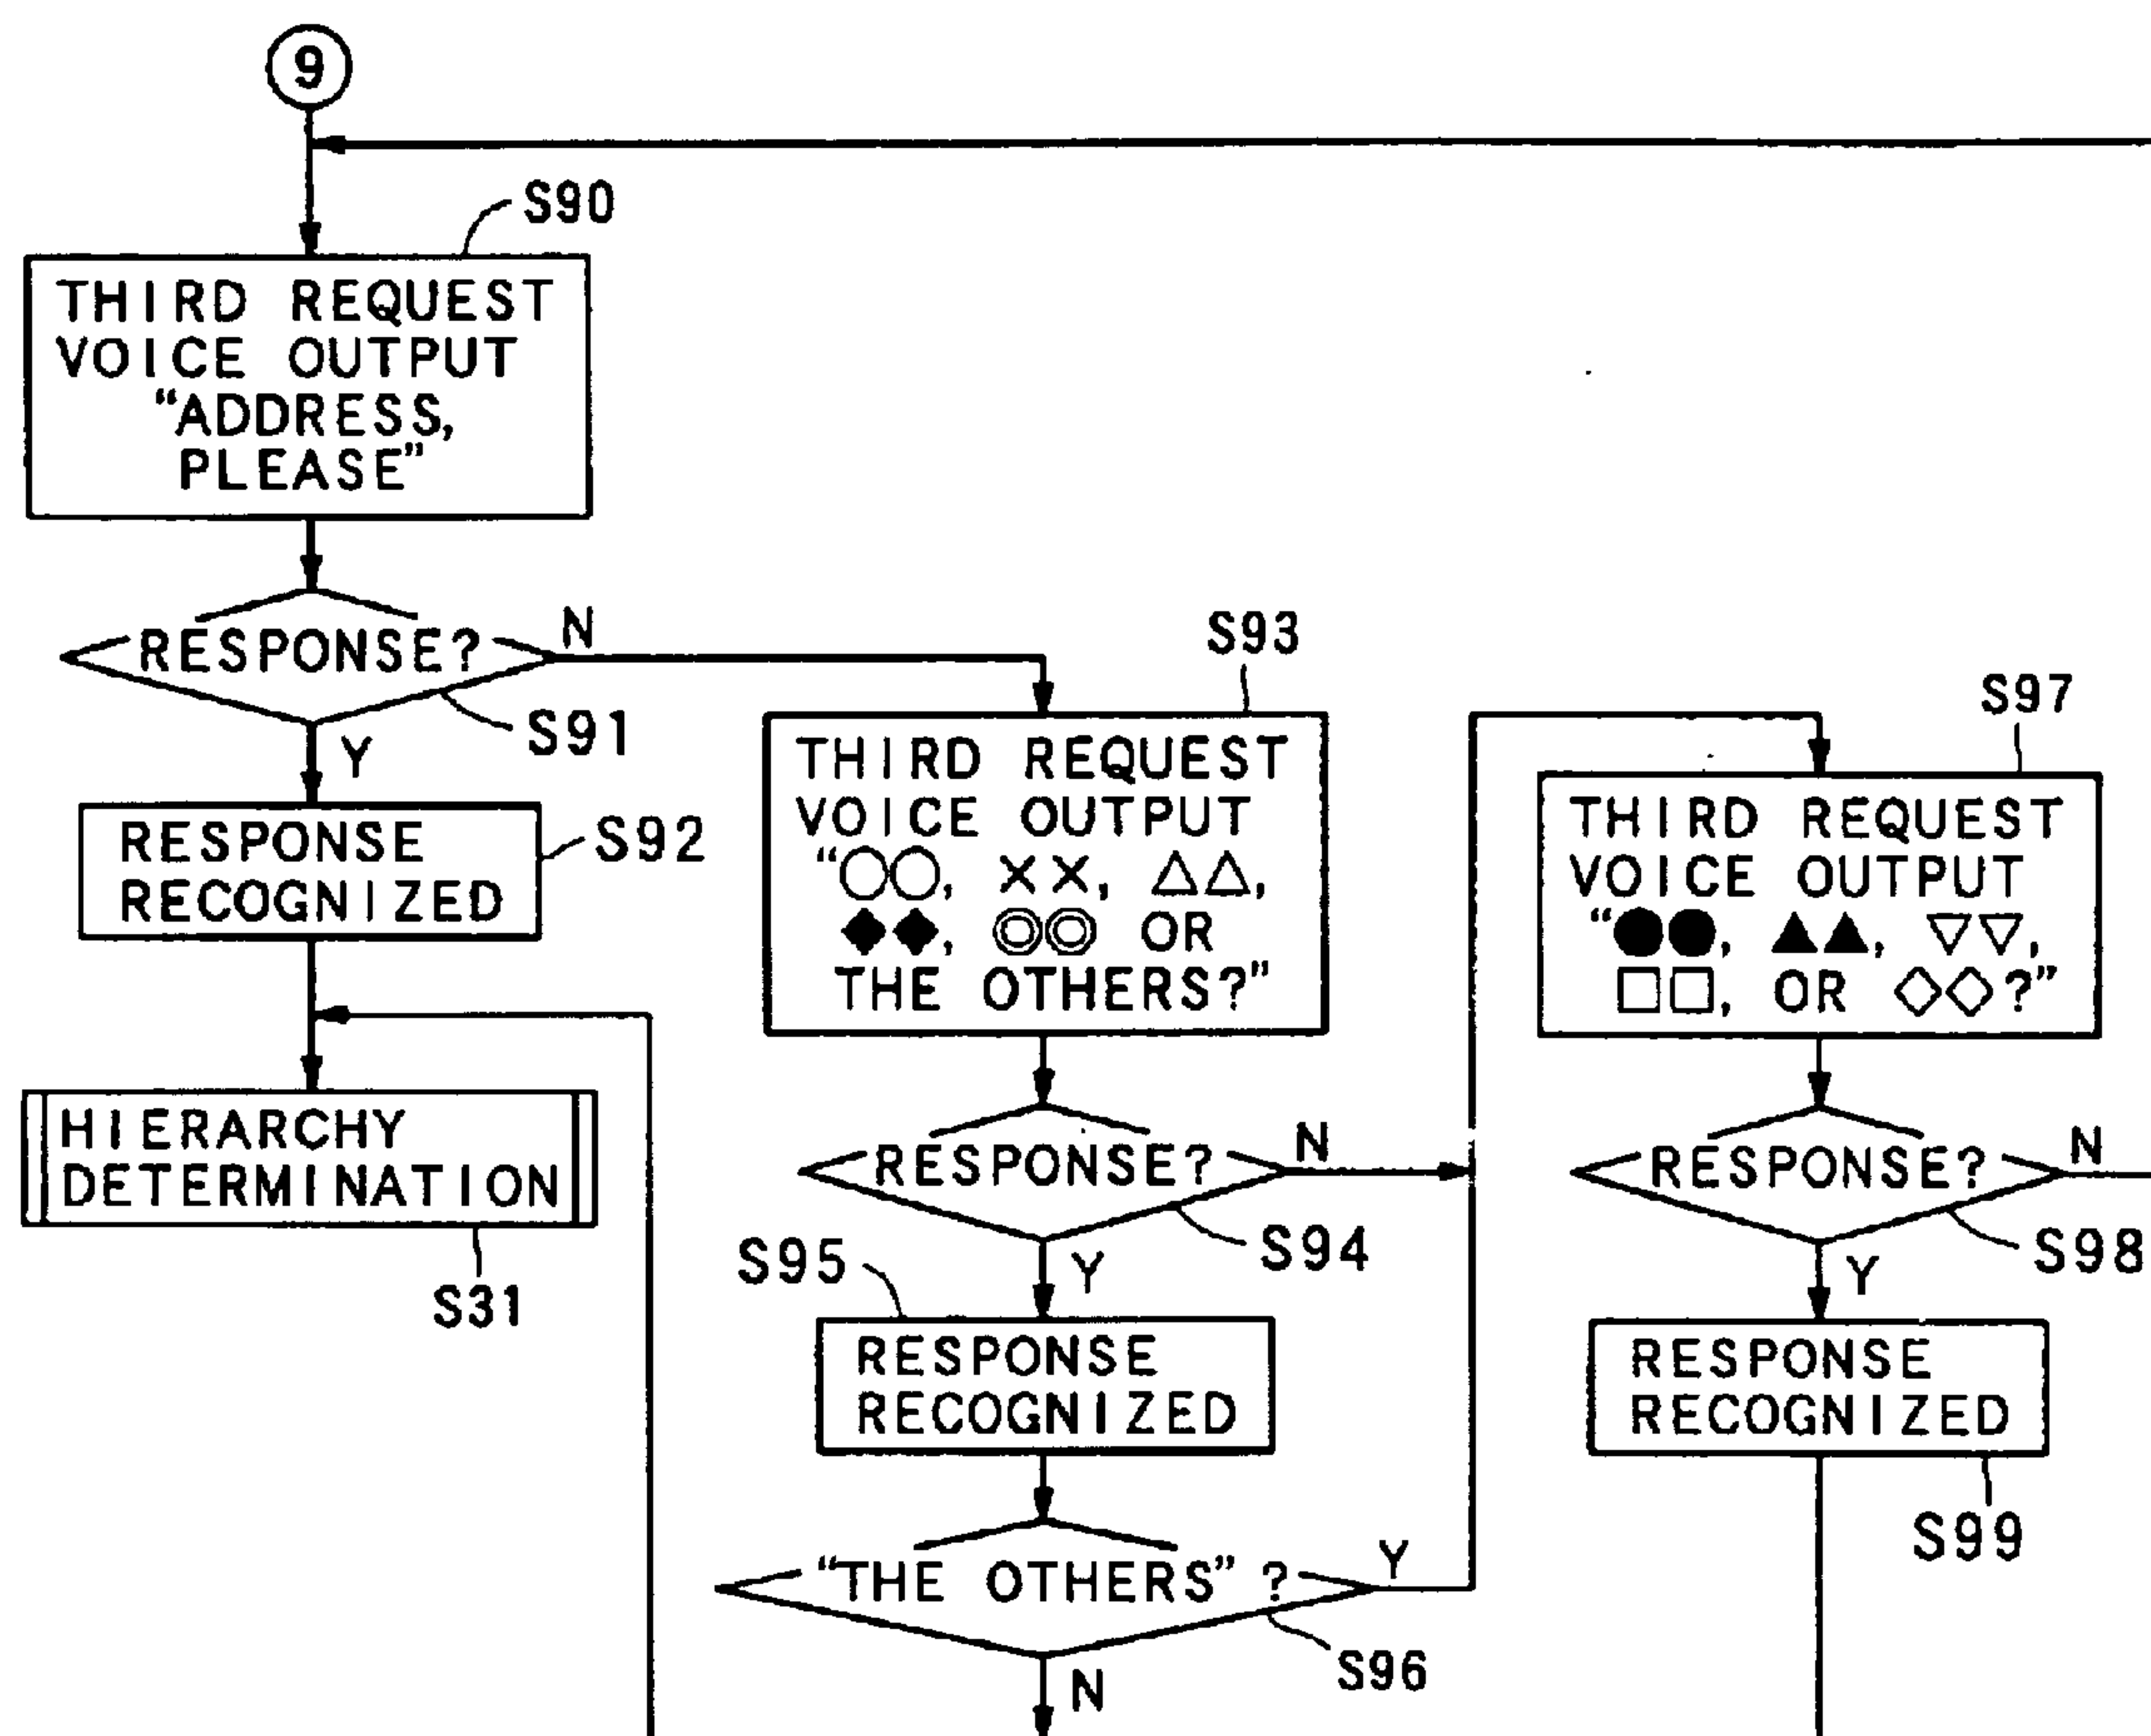 9
S90
THIRD REQUEST
VOICE OUTPUT
“ADDRESS,
PLEASE”
RESPONSE?
N
S91
Y
RESPONSE
RECOGNIZED
S92
HIERARCHY
DETERMINATION
S31
S93
THIRD REQUEST
VOICE OUTPUT
“○○, ××, △△,
◆◆, ◎◎ OR
THE OTHERS?”
RESPONSE?
N
S94
Y
S95
RESPONSE
RECOGNIZED
“THE OTHERS” ?
Y
S96
N
S97
THIRD REQUEST
VOICE OUTPUT
“●●, ▲▲, ▽▽,
□□, OR ◇◇?”
RESPONSE?
N
S98
Y
RESPONSE
RECOGNIZED
S99